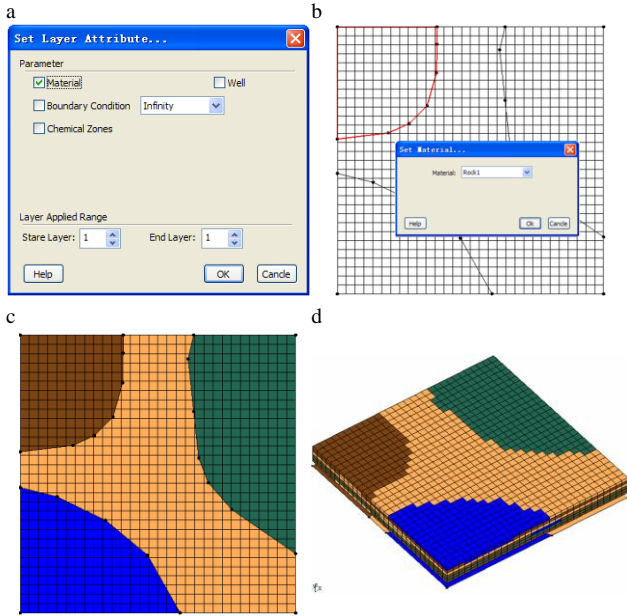 a
Set Layer Attribute...
Parameter
Material
Well
Boundary Condition Infinity
Chemical Zones
Layer Applied Range
Stare Layer: 1 End Layer: 1
Help OK Cancle
b
Set Material...
Material: Rock1
Help Ok Cancle
c
d